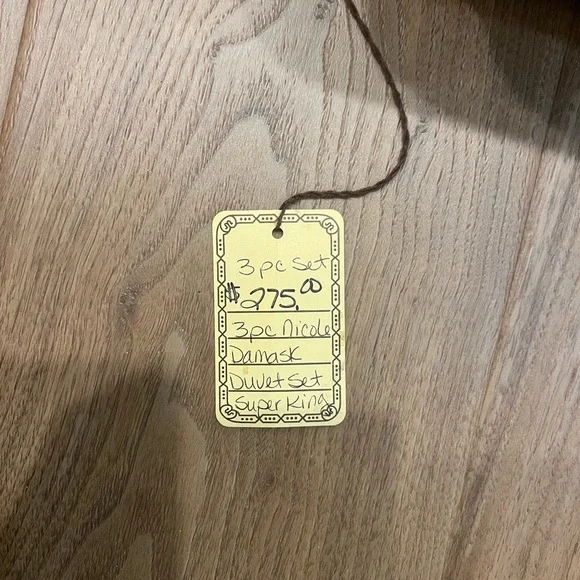 3pc Set
$275.00
3pc Nicole
Damask
Duvet Set
Super King